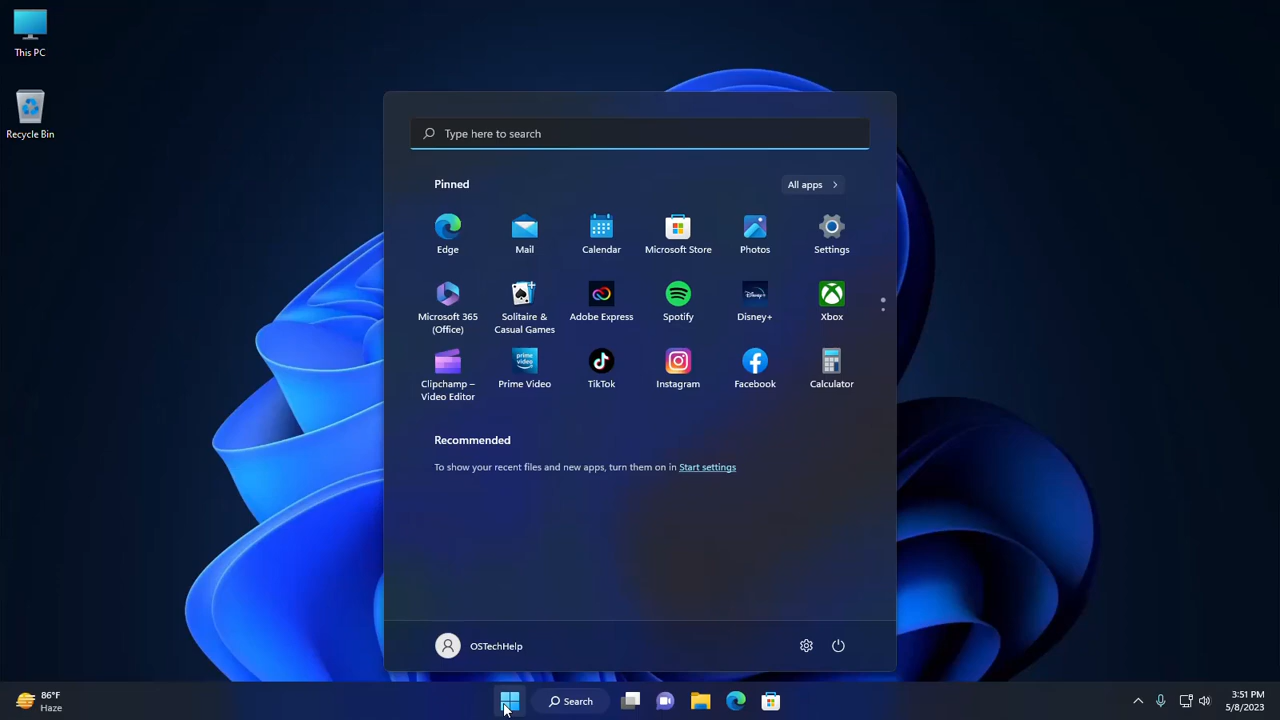 This PC
Recycle Bin
Type here to search
Pinned
All apps
Edge
Mail
Calendar
Microsoft Store
Photos
Settings
Microsoft 365
(Office)
Solitaire &
Casual Games
Adobe Express
Spotify
Disney+
Xbox
Clipchamp –
Video Editor
prime
video
Prime Video
TikTok
Instagram
Facebook
Calculator
Recommended
To show your recent files and new apps, turn them on in Start settings
OSTechHelp
86°F
Haze
Search
3:51 PM
5/8/2023